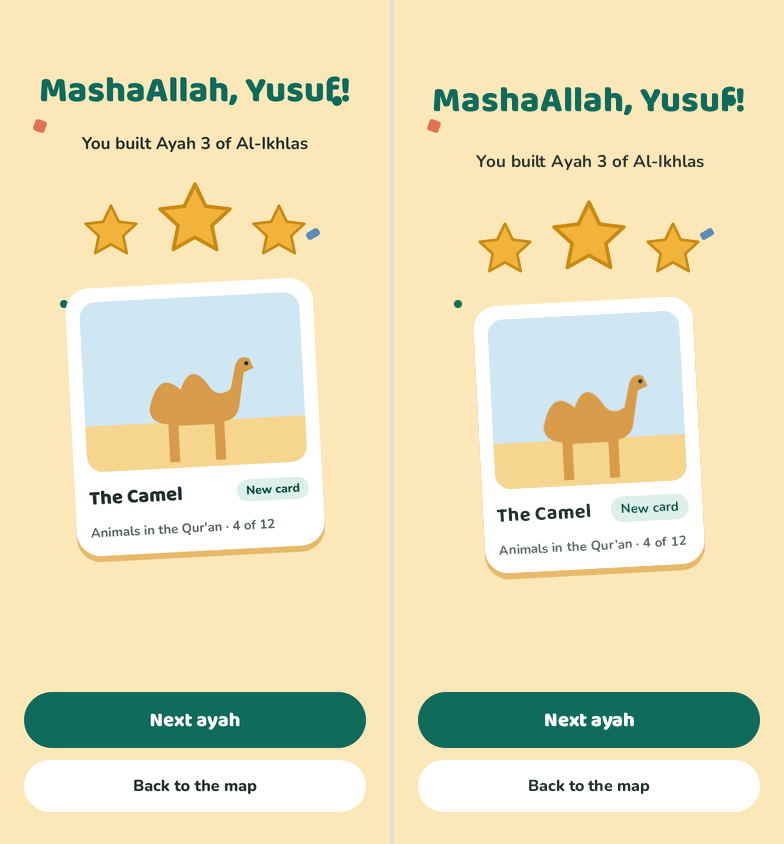 MashaAllah, Yusuf!
You built Ayah 3 of Al-Ikhlas
The Camel
New card
Animals in the Qur'an · 4 of 12
Next ayah
Back to the map
MashaAllah, Yusuf!
You built Ayah 3 of Al-Ikhlas
The Camel
New card
Animals in the Qur'an · 4 of 12
Next ayah
Back to the map